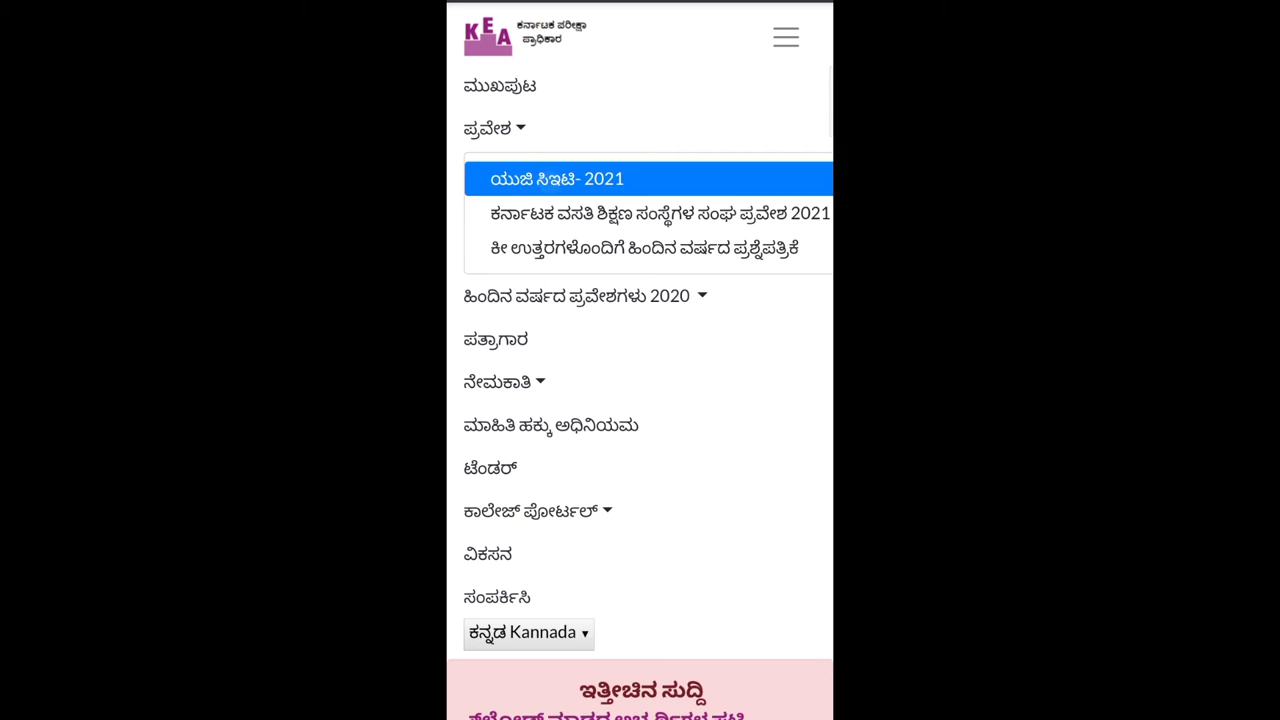 KEA
ಕರ್ನಾಟಕ ಪರೀಕ್ಷಾ
ಪ್ರಾಧಿಕಾರ
ಮುಖಪುಟ
ಪ್ರವೇಶ
ಯುಜಿ ಸಿಇಟಿ- 2021
ಕರ್ನಾಟಕ ವಸತಿ ಶಿಕ್ಷಣ ಸಂಸ್ಥೆಗಳ ಸಂಘ ಪ್ರವೇಶ 2021
ಕೀ ಉತ್ತರಗಳೊಂದಿಗೆ ಹಿಂದಿನ ವರ್ಷದ ಪ್ರಶ್ನೆಪತ್ರಿಕೆ
ಹಿಂದಿನ ವರ್ಷದ ಪ್ರವೇಶಗಳು 2020
ಪತ್ರಾಗಾರ
ನೇಮಕಾತಿ
ಮಾಹಿತಿ ಹಕ್ಕು ಅಧಿನಿಯಮ
ಟೆಂಡರ್
ಕಾಲೇಜ್ ಪೋರ್ಟಲ್
ವಿಕಸನ
ಸಂಪರ್ಕಿಸಿ
ಕನ್ನಡ Kannada
ಇತ್ತೀಚಿನ ಸುದ್ದಿ